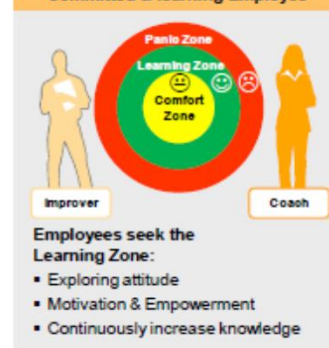 Panic Zone
Learning Zone
Comfort
Zone
Improver
Coach
Employees seek the
Learning Zone:
▪ Exploring attitude
▪ Motivation & Empowerment
▪ Continuously increase knowledge